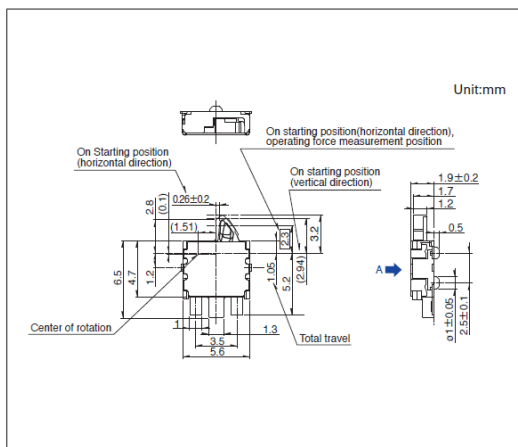 Unit:mm
On starting position(horizontal direction),
operating force measurement position
On Starting position
(horizontal direction)
On starting position
(vertical direction)
1.9±0.2
1.7
1.2
0.26±0.2
2.8
(0.1)
(1.51)
2.3
3.2
(2.94)
0.5
6.5
4.7
1.2
1.05
5.2
A
Center of rotation
1
1.3
Total travel
3.5
5.6
ø1±0.05
2.5±0.1